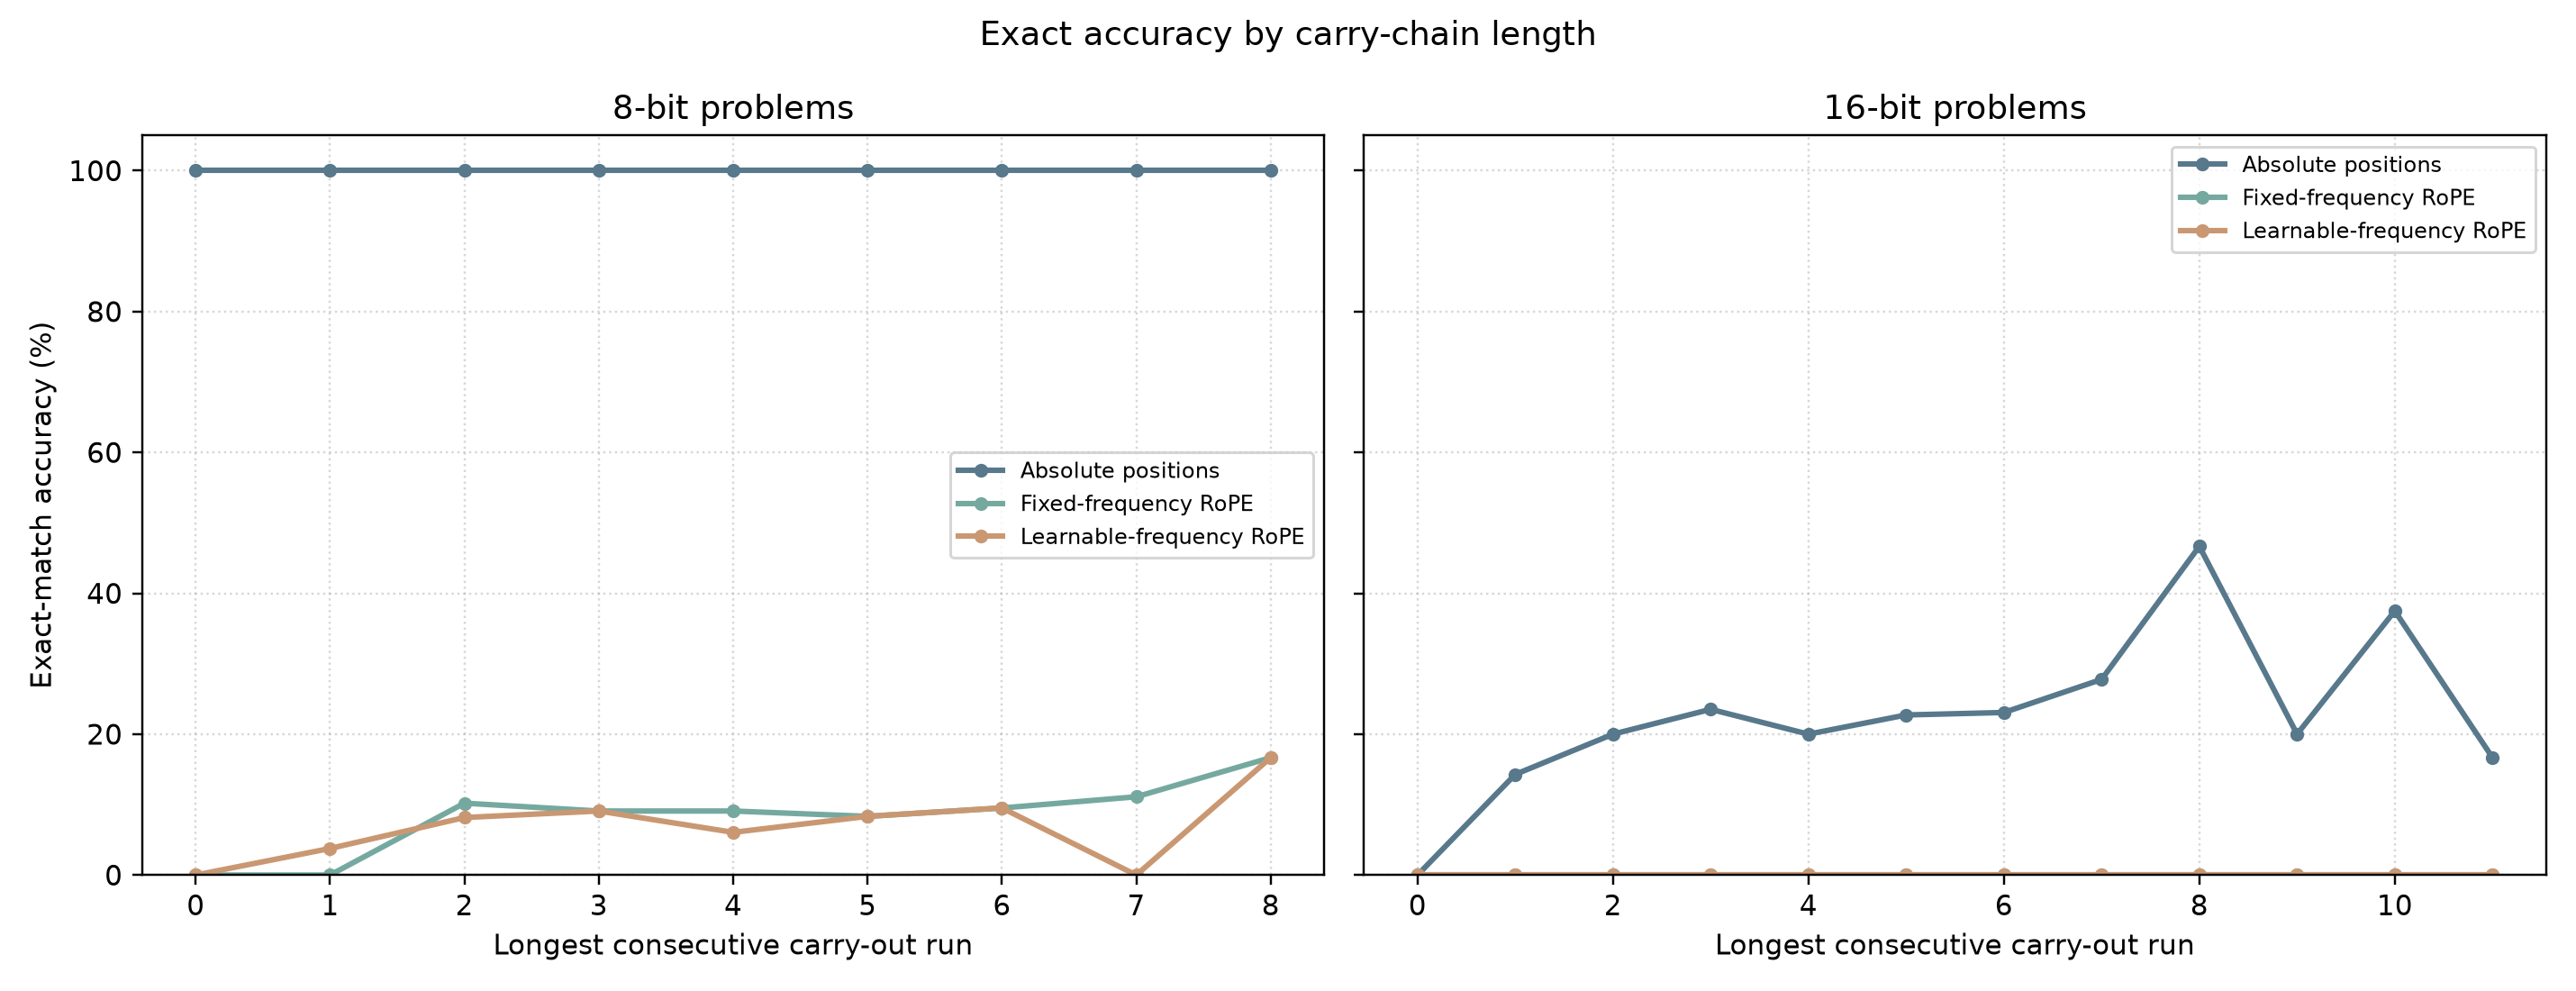 Exact accuracy by carry-chain length
8-bit problems
Exact-match accuracy (%)
100
80
60
40
20
0
Absolute positions
Fixed-frequency RoPE
Learnable-frequency RoPE
0 1 2 3 4 5 6 7 8
Longest consecutive carry-out run
16-bit problems
Absolute positions
Fixed-frequency RoPE
Learnable-frequency RoPE
0 2 4 6 8 10
Longest consecutive carry-out run